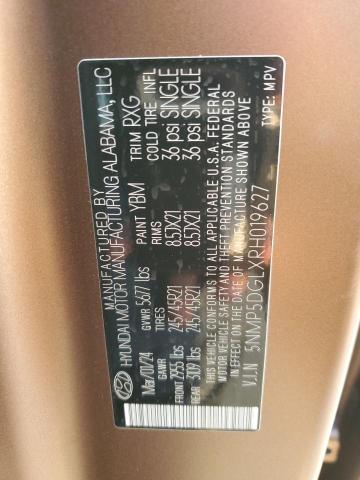 MANUFACTURED BY
HYUNDAI MOTOR MANUFACTURING ALABAMA, LLC
Mar/01/24 GVWR 5677 lbs PAINT YBM TRIM RXG
GAWR TIRES RIMS COLD TIRE INFL
FRONT 2955 lbs 245/45R21 8.5JX21 36 psi SINGLE
REAR 3109 lbs 245/45R21 8.5JX21 36 psi SINGLE
THIS VEHICLE CONFORMS TO ALL APPLICABLE U.S.A. FEDERAL
MOTOR VEHICLE SAFETY AND THEFT PREVENTION STANDARDS
IN EFFECT ON THE DATE OF MANUFACTURE SHOWN ABOVE
V.I.N 5NMP5DGLXRH019627 TYPE: MPV